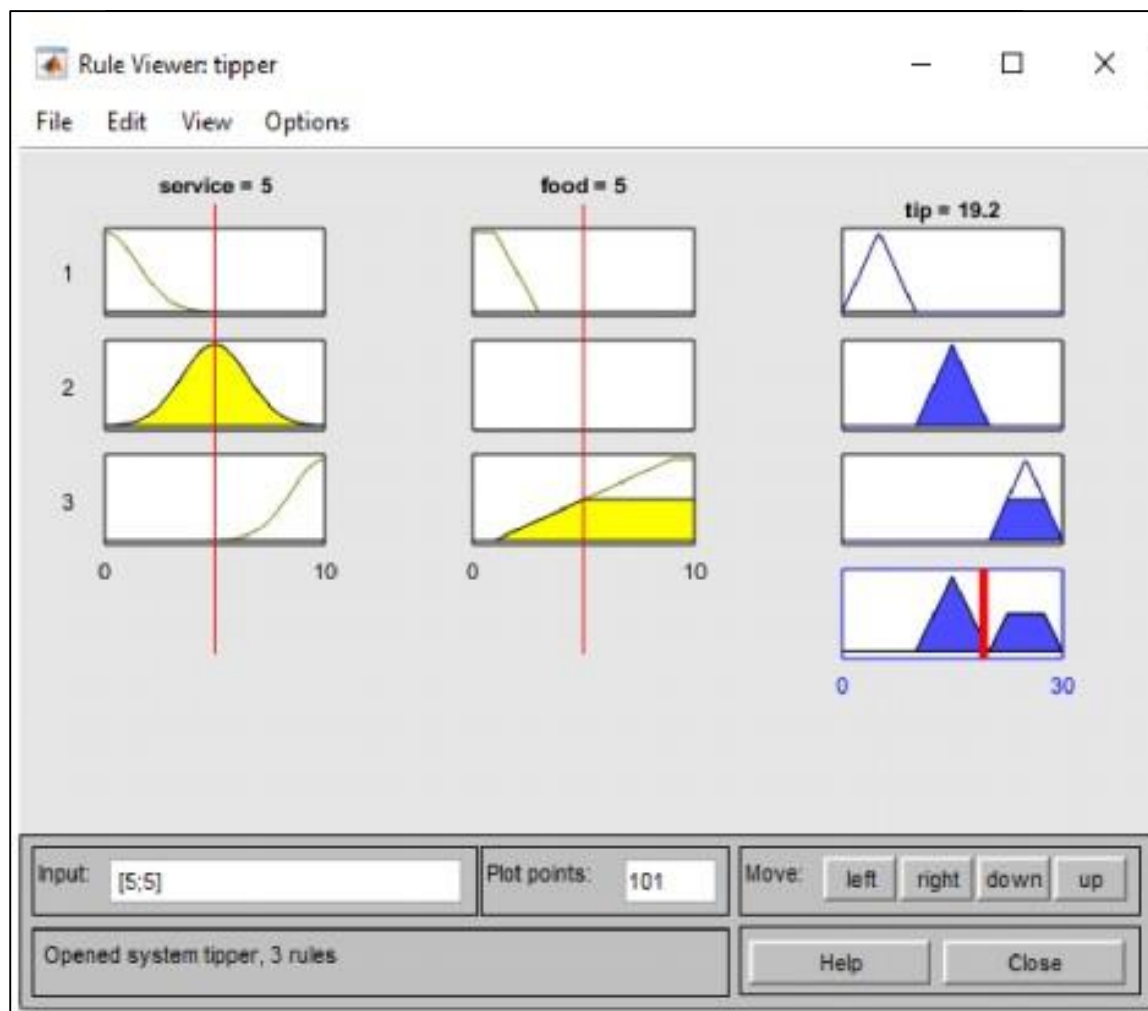 Rule Viewer: tipper
File Edit View Options
service = 5
food = 5
tip = 19.2
1
2
3
0 10
0 10
0 30
Input: [5;5]
Plot points: 101
Move: left right down up
Opened system tipper, 3 rules
Help Close